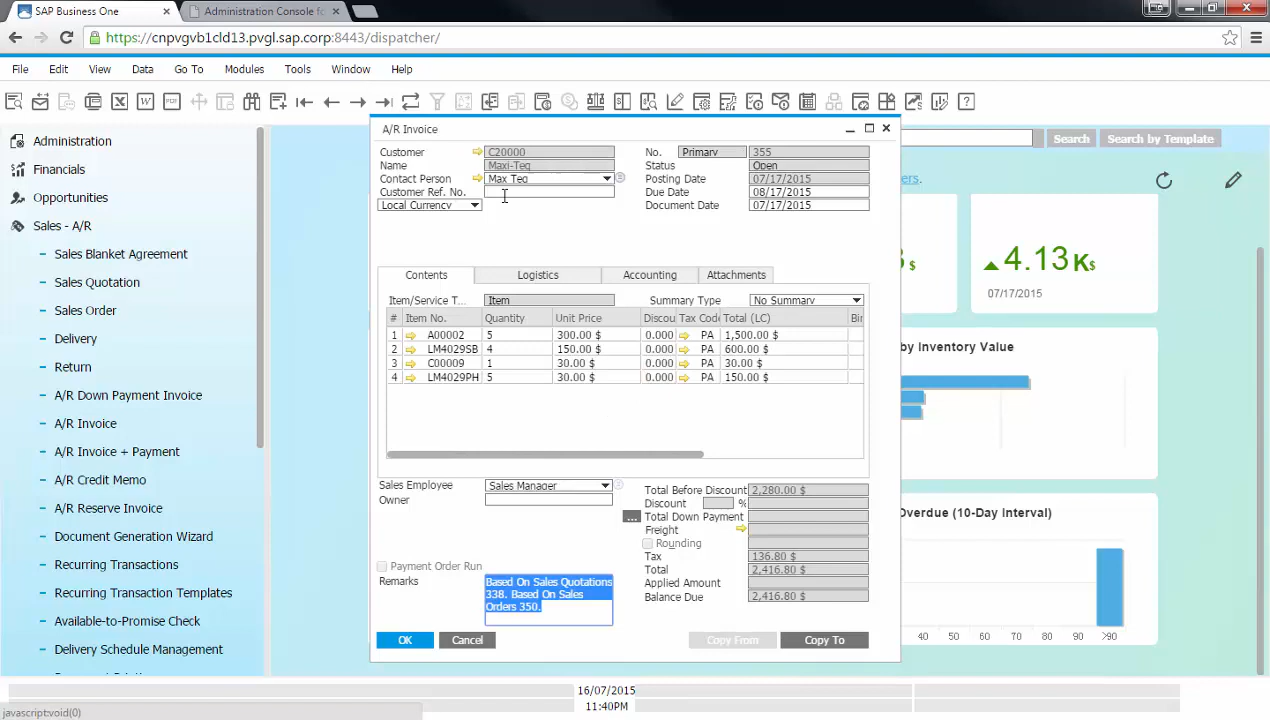 SAP Business One
Administration Console fo
https://cnpvgvb1cld13.pvgl.sap.corp:8443/dispatcher/
File Edit View Data Go To Modules Tools Window Help
Administration
Financials
Opportunities
Sales - A/R
Sales Blanket Agreement
Sales Quotation
Sales Order
Delivery
Return
A/R Down Payment Invoice
A/R Invoice
A/R Invoice + Payment
A/R Credit Memo
A/R Reserve Invoice
Document Generation Wizard
Recurring Transactions
Recurring Transaction Templates
Available-to-Promise Check
Delivery Schedule Management
A/R Invoice
Customer C20000 No. Primary 355
Name Maxi-Teq Status Open
Contact Person Max Teq Posting Date 07/17/2015
Customer Ref. No. Due Date 08/17/2015
Local Currency Document Date 07/17/2015
Contents Logistics Accounting Attachments
Item/Service T... Item Summary Type No Summary
# Item No. Quantity Unit Price Discou Tax Code Total (LC) Bin
1 A00002 5 300.00 $ 0.000 PA 1,500.00 $
2 LM4029SB 4 150.00 $ 0.000 PA 600.00 $
3 C00009 1 30.00 $ 0.000 PA 30.00 $
4 LM4029PH 5 30.00 $ 0.000 PA 150.00 $
Sales Employee Sales Manager
Owner
Total Before Discount 2,280.00 $
Discount %
Total Down Payment
...
Freight
Rounding
Tax 136.80 $
Total 2,416.80 $
Applied Amount
Balance Due 2,416.80 $
Payment Order Run
Remarks Based On Sales Quotations
338. Based On Sales
Orders 350.
OK Cancel Copy From Copy To
Search Search by Template
ers.
$ 4.13 K$
07/17/2015
by Inventory Value
Overdue (10-Day Interval)
40 50 60 70 80 90 >90
16/07/2015
11:40PM
javascript:void(0)